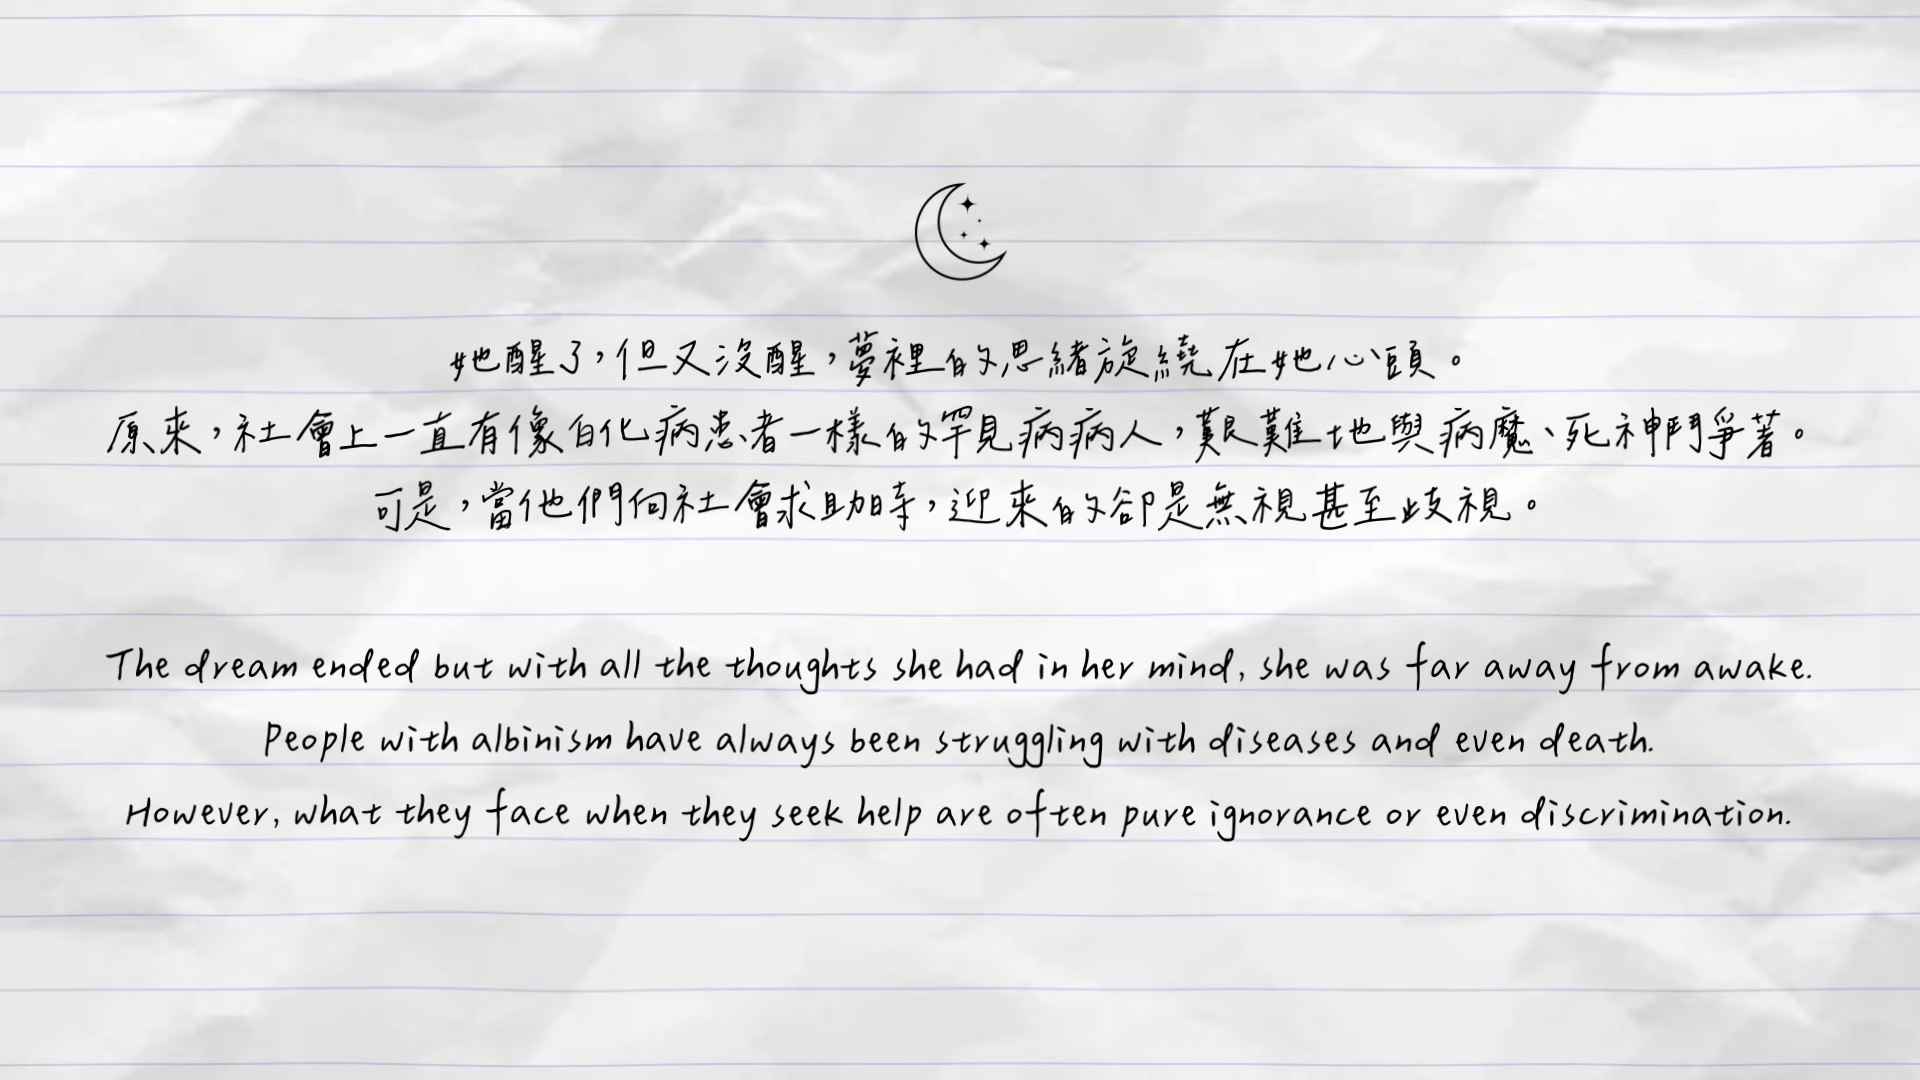 她醒了，但又沒醒，夢裡的思緒旋繞在她心頭。
原來，社會上一直有像白化病患者一樣的罕見病病人，艱難地與病魔、死神鬥爭著。
可是，當他們向社會求助時，迎來的卻是無視甚至歧視。
The dream ended but with all the thoughts she had in her mind, she was far away from awake.
People with albinism have always been struggling with diseases and even death.
However, what they face when they seek help are often pure ignorance or even discrimination.